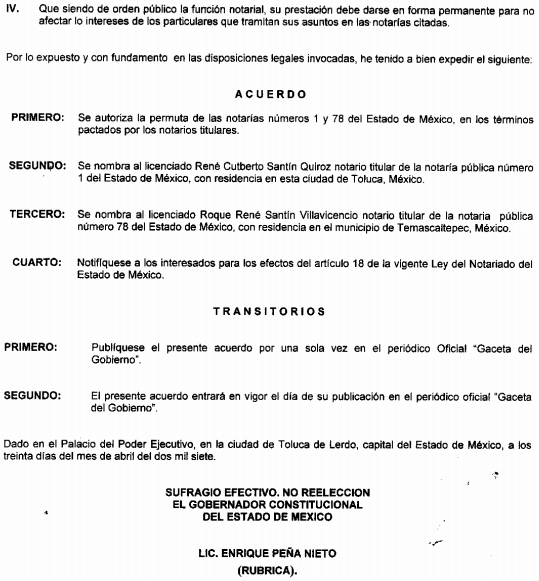 IV. Que siendo de orden público la función notarial, su prestación debe darse en forma permanente para no
afectar lo intereses de los particulares que tramitan sus asuntos en las notarías citadas.
Por lo expuesto y con fundamento en las disposiciones legales invocadas, he tenido a bien expedir el siguiente:
A C U E R D O
PRIMERO: Se autoriza la permuta de las notarías números 1 y 78 del Estado de México, en los términos
pactados por los notarios titulares.
SEGUNDO: Se nombra al licenciado René Cutberto Santín Quiroz notario titular de la notaría pública número
1 del Estado de México, con residencia en esta ciudad de Toluca, México.
TERCERO: Se nombra al licenciado Roque René Santín Villavicencio notario titular de la notaria pública
número 78 del Estado de México, con residencia en el municipio de Temascaltepec, México.
CUARTO: Notifíquese a los interesados para los efectos del artículo 18 de la vigente Ley del Notariado del
Estado de México.
T R A N S I T O R I O S
PRIMERO: Publíquese el presente acuerdo por una sola vez en el periódico Oficial "Gaceta del
Gobierno".
SEGUNDO: El presente acuerdo entrará en vigor el día de su publicación en el periódico oficial "Gaceta
del Gobierno".
Dado en el Palacio del Poder Ejecutivo, en la ciudad de Toluca de Lerdo, capital del Estado de México, a los
treinta días del mes de abril del dos mil siete.
SUFRAGIO EFECTIVO. NO REELECCION
EL GOBERNADOR CONSTITUCIONAL
DEL ESTADO DE MEXICO
LIC. ENRIQUE PEÑA NIETO
(RUBRICA).